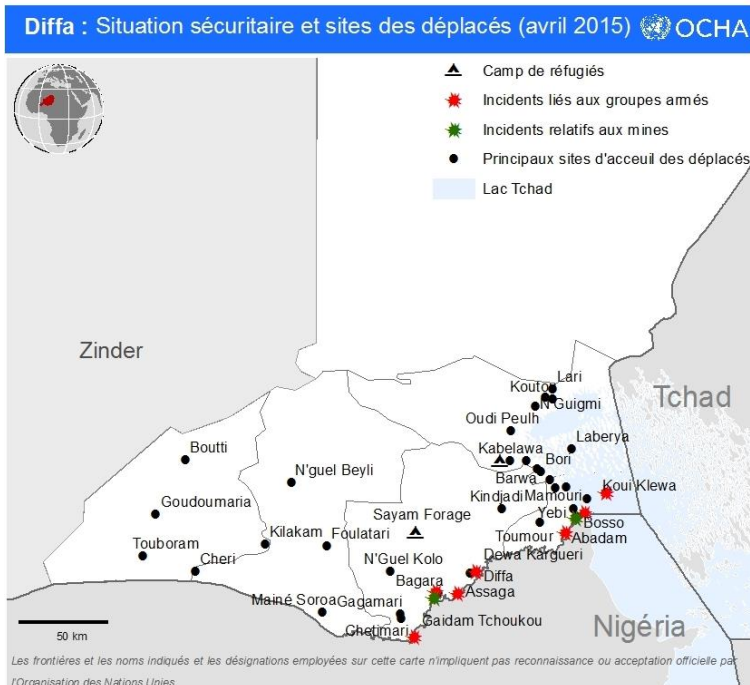 Diffa : Situation sécuritaire et sites des déplacés (avril 2015) OCHA
Camp de réfugiés
Incidents liés aux groupes armés
Incidents relatifs aux mines
Principaux sites d'acceuil des déplacés
Lac Tchad
Zinder
Tchad
Lari
Koutou
N'Guigmi
Oudi Peulh
Laberya
Boutti
Kabelawa
Bori
N'guel Beyli
Barwa
Koui Klewa
Kindjadi
Mamouri
Goudoumaria
Sayam Forage
Yebi
Bosso
Kilakam
Foulatari
Toumour
Abadam
Touboram
Cheri
N'Guel Kolo
Dewa Kargueri
Bagara
Diffa
Assaga
Mainé Soroa
Gagamari
Gaidam Tchoukou
Nigéria
Ghetimari
50 km
Les frontières et les noms indiqués et les désignations employées sur cette carte n'impliquent pas reconnaissance ou acceptation officielle par
l'Organisation des Nations Unies